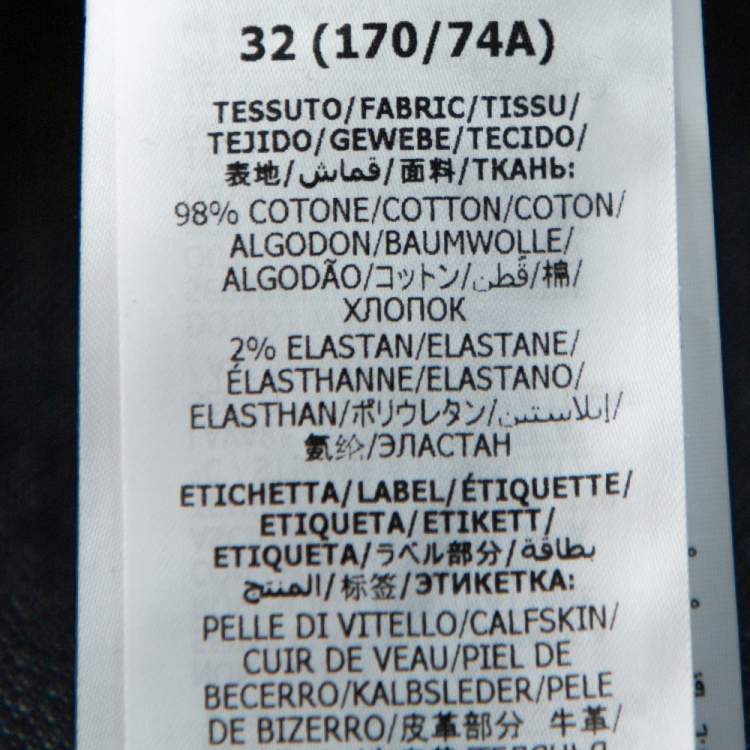 32 (170/74A)
TESSUTO/FABRIC/TISSU/
TEJIDO/GEWEBE/TECIDO/
表地/قماش/面料/ТКАНЬ:
98% COTONE/COTTON/COTON/
ALGODON/BAUMWOLLE/
ALGODÃO/コットン/قُطن/棉/
ХЛОПОК
2% ELASTAN/ELASTANE/
ÉLASTHANNE/ELASTANO/
ELASTHAN/ポリウレタン/إيلاستين/
氨纶/ЭЛАСТАН
ETICHETTA/LABEL/ÉTIQUETTE/
ETIQUETA/ETIKETT/
ETIQUETA/ラベル部分/بطاقة
المنتج/标签/ЭТИКЕТКА:
PELLE DI VITELLO/CALFSKIN/
CUIR DE VEAU/PIEL DE
BECERRO/KALBSLEDER/PELE
DE BIZERRO/皮革部分 牛革/